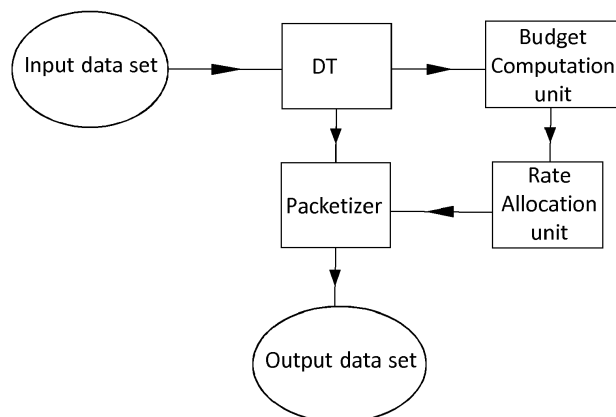 Input data set
DT
Budget
Computation
unit
Packetizer
Rate
Allocation
unit
Output data set